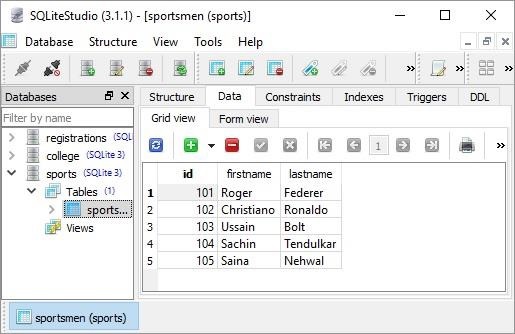 SQLiteStudio (3.1.1) - [sportsmen (sports)]
Database Structure View Tools Help
Databases
Filter by name
registrations (SQLite 3)
college (SQLite 3)
sports (SQLite 3)
Tables (1)
sports...
Views
Structure Data Constraints Indexes Triggers DDL
Grid view Form view
1
id firstname lastname
1 101 Roger Federer
2 102 Christiano Ronaldo
3 103 Ussain Bolt
4 104 Sachin Tendulkar
5 105 Saina Nehwal
sportsmen (sports)